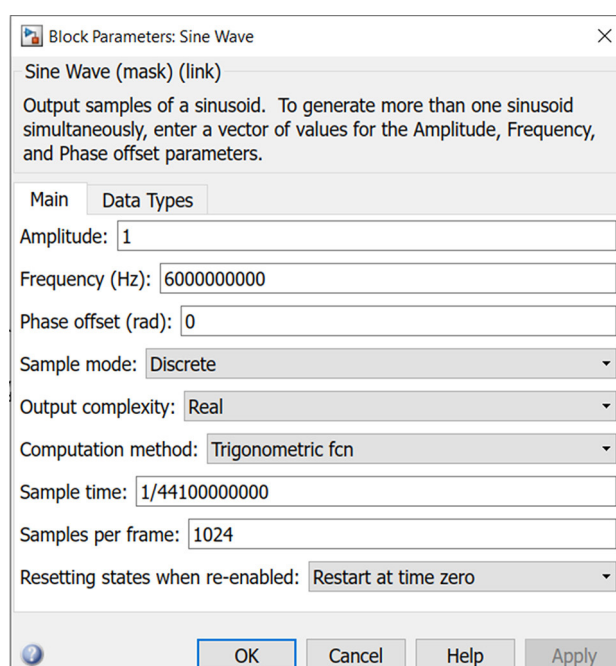 Block Parameters: Sine Wave
Sine Wave (mask) (link)
Output samples of a sinusoid. To generate more than one sinusoid
simultaneously, enter a vector of values for the Amplitude, Frequency,
and Phase offset parameters.
Main Data Types
Amplitude: 1
Frequency (Hz): 6000000000
Phase offset (rad): 0
Sample mode: Discrete
Output complexity: Real
Computation method: Trigonometric fcn
Sample time: 1/44100000000
Samples per frame: 1024
Resetting states when re-enabled: Restart at time zero
OK Cancel Help Apply